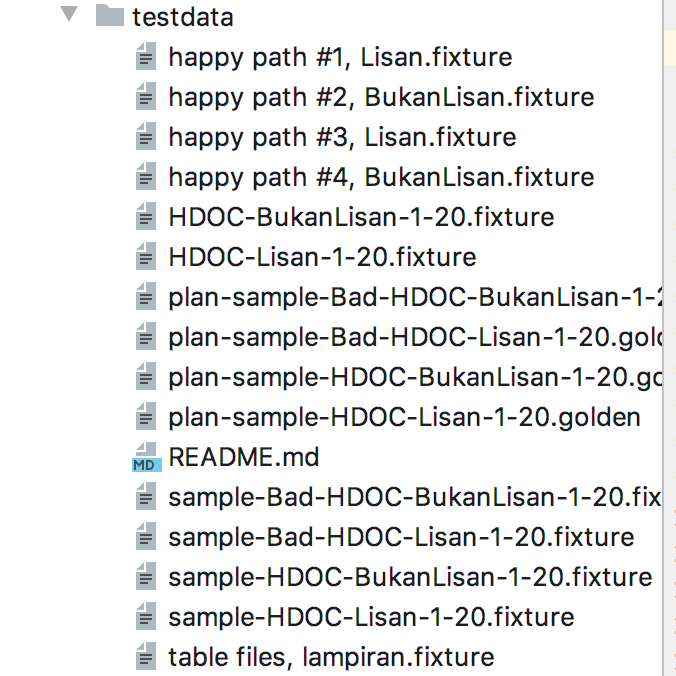 testdata
happy path #1, Lisan.fixture
happy path #2, BukanLisan.fixture
happy path #3, Lisan.fixture
happy path #4, BukanLisan.fixture
HDOC-BukanLisan-1-20.fixture
HDOC-Lisan-1-20.fixture
plan-sample-Bad-HDOC-BukanLisan-1-2
plan-sample-Bad-HDOC-Lisan-1-20.gold
plan-sample-HDOC-BukanLisan-1-20.go
plan-sample-HDOC-Lisan-1-20.golden
MD README.md
sample-Bad-HDOC-BukanLisan-1-20.fix
sample-Bad-HDOC-Lisan-1-20.fixture
sample-HDOC-BukanLisan-1-20.fixture
sample-HDOC-Lisan-1-20.fixture
table files, lampiran.fixture